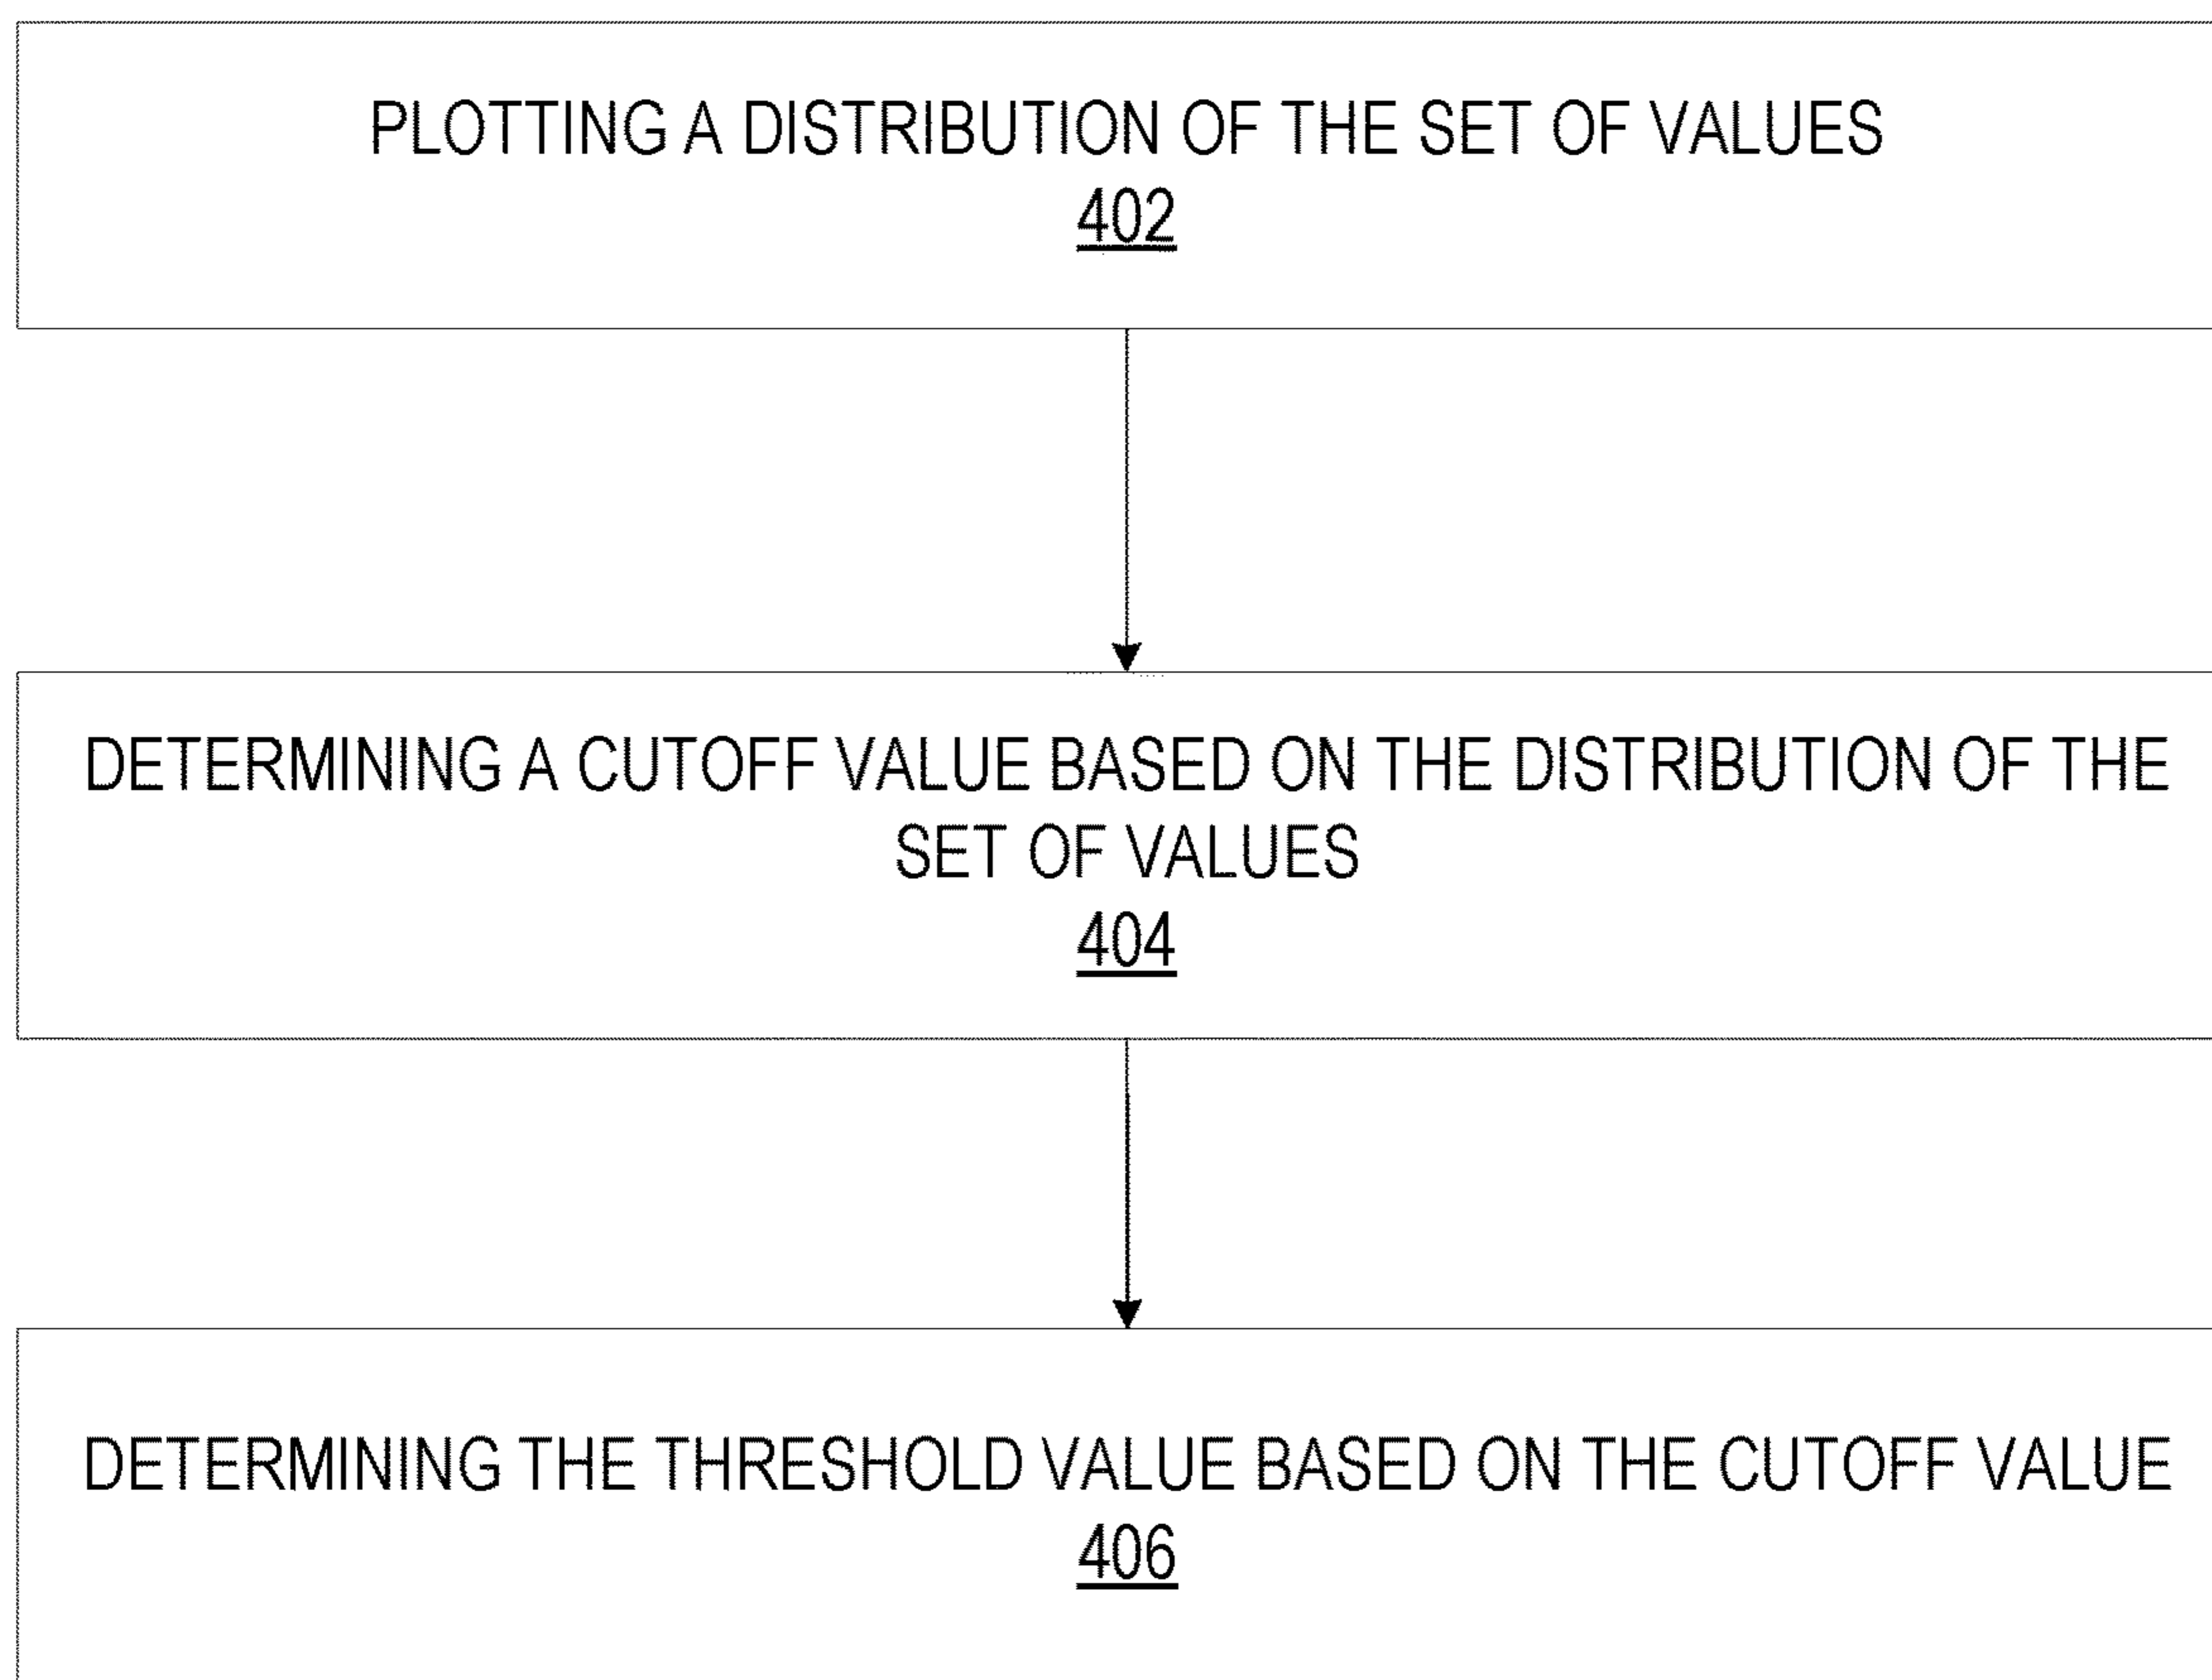 PLOTTING A DISTRIBUTION OF THE SET OF VALUES
402
DETERMINING A CUTOFF VALUE BASED ON THE DISTRIBUTION OF THE
SET OF VALUES
404
DETERMINING THE THRESHOLD VALUE BASED ON THE CUTOFF VALUE
406